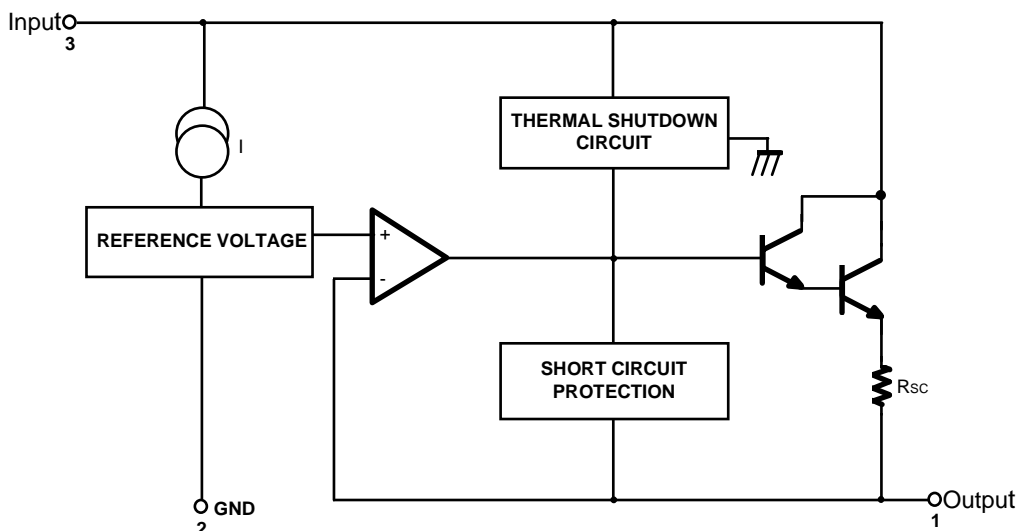 Input
3
THERMAL SHUTDOWN
CIRCUIT
I
REFERENCE VOLTAGE
+
-
SHORT CIRCUIT
PROTECTION
RSC
GND
2
Output
1